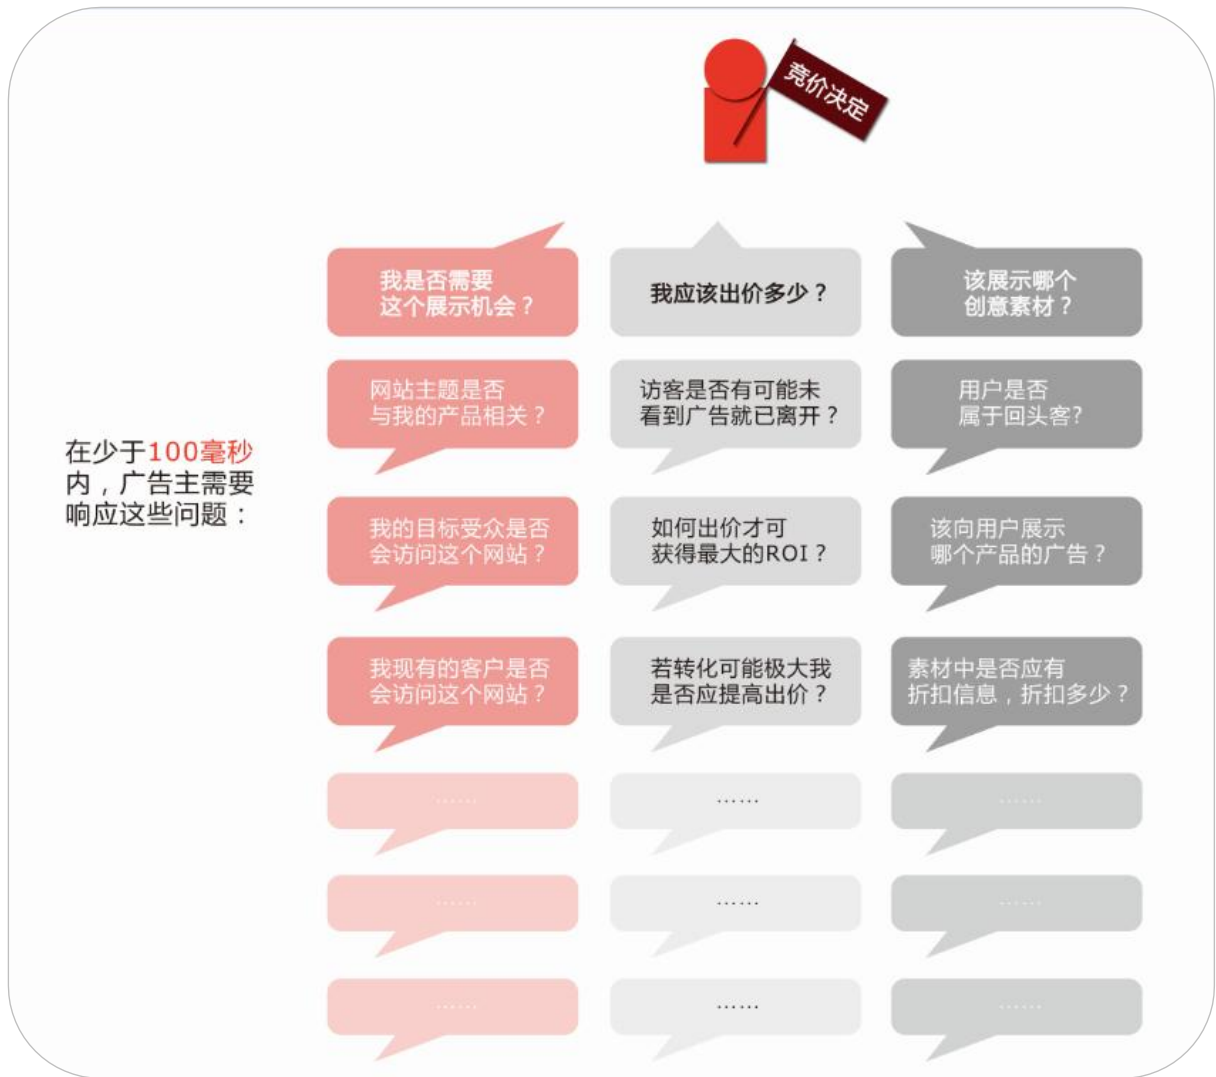 竞价决定
我是否需要
这个展示机会？
我应该出价多少？
该展示哪个
创意素材？
网站主题是否
与我的产品相关？
访客是否有可能未
看到广告就已离开？
用户是否
属于回头客?
在少于100毫秒
内，广告主需要
响应这些问题：
我的目标受众是否
会访问这个网站？
如何出价才可
获得最大的ROI？
该向用户展示
哪个产品的广告？
我现有的客户是否
会访问这个网站？
若转化可能极大我
是否应提高出价？
素材中是否应有
折扣信息，折扣多少？
……
……
……
……
……
……
……
……
……